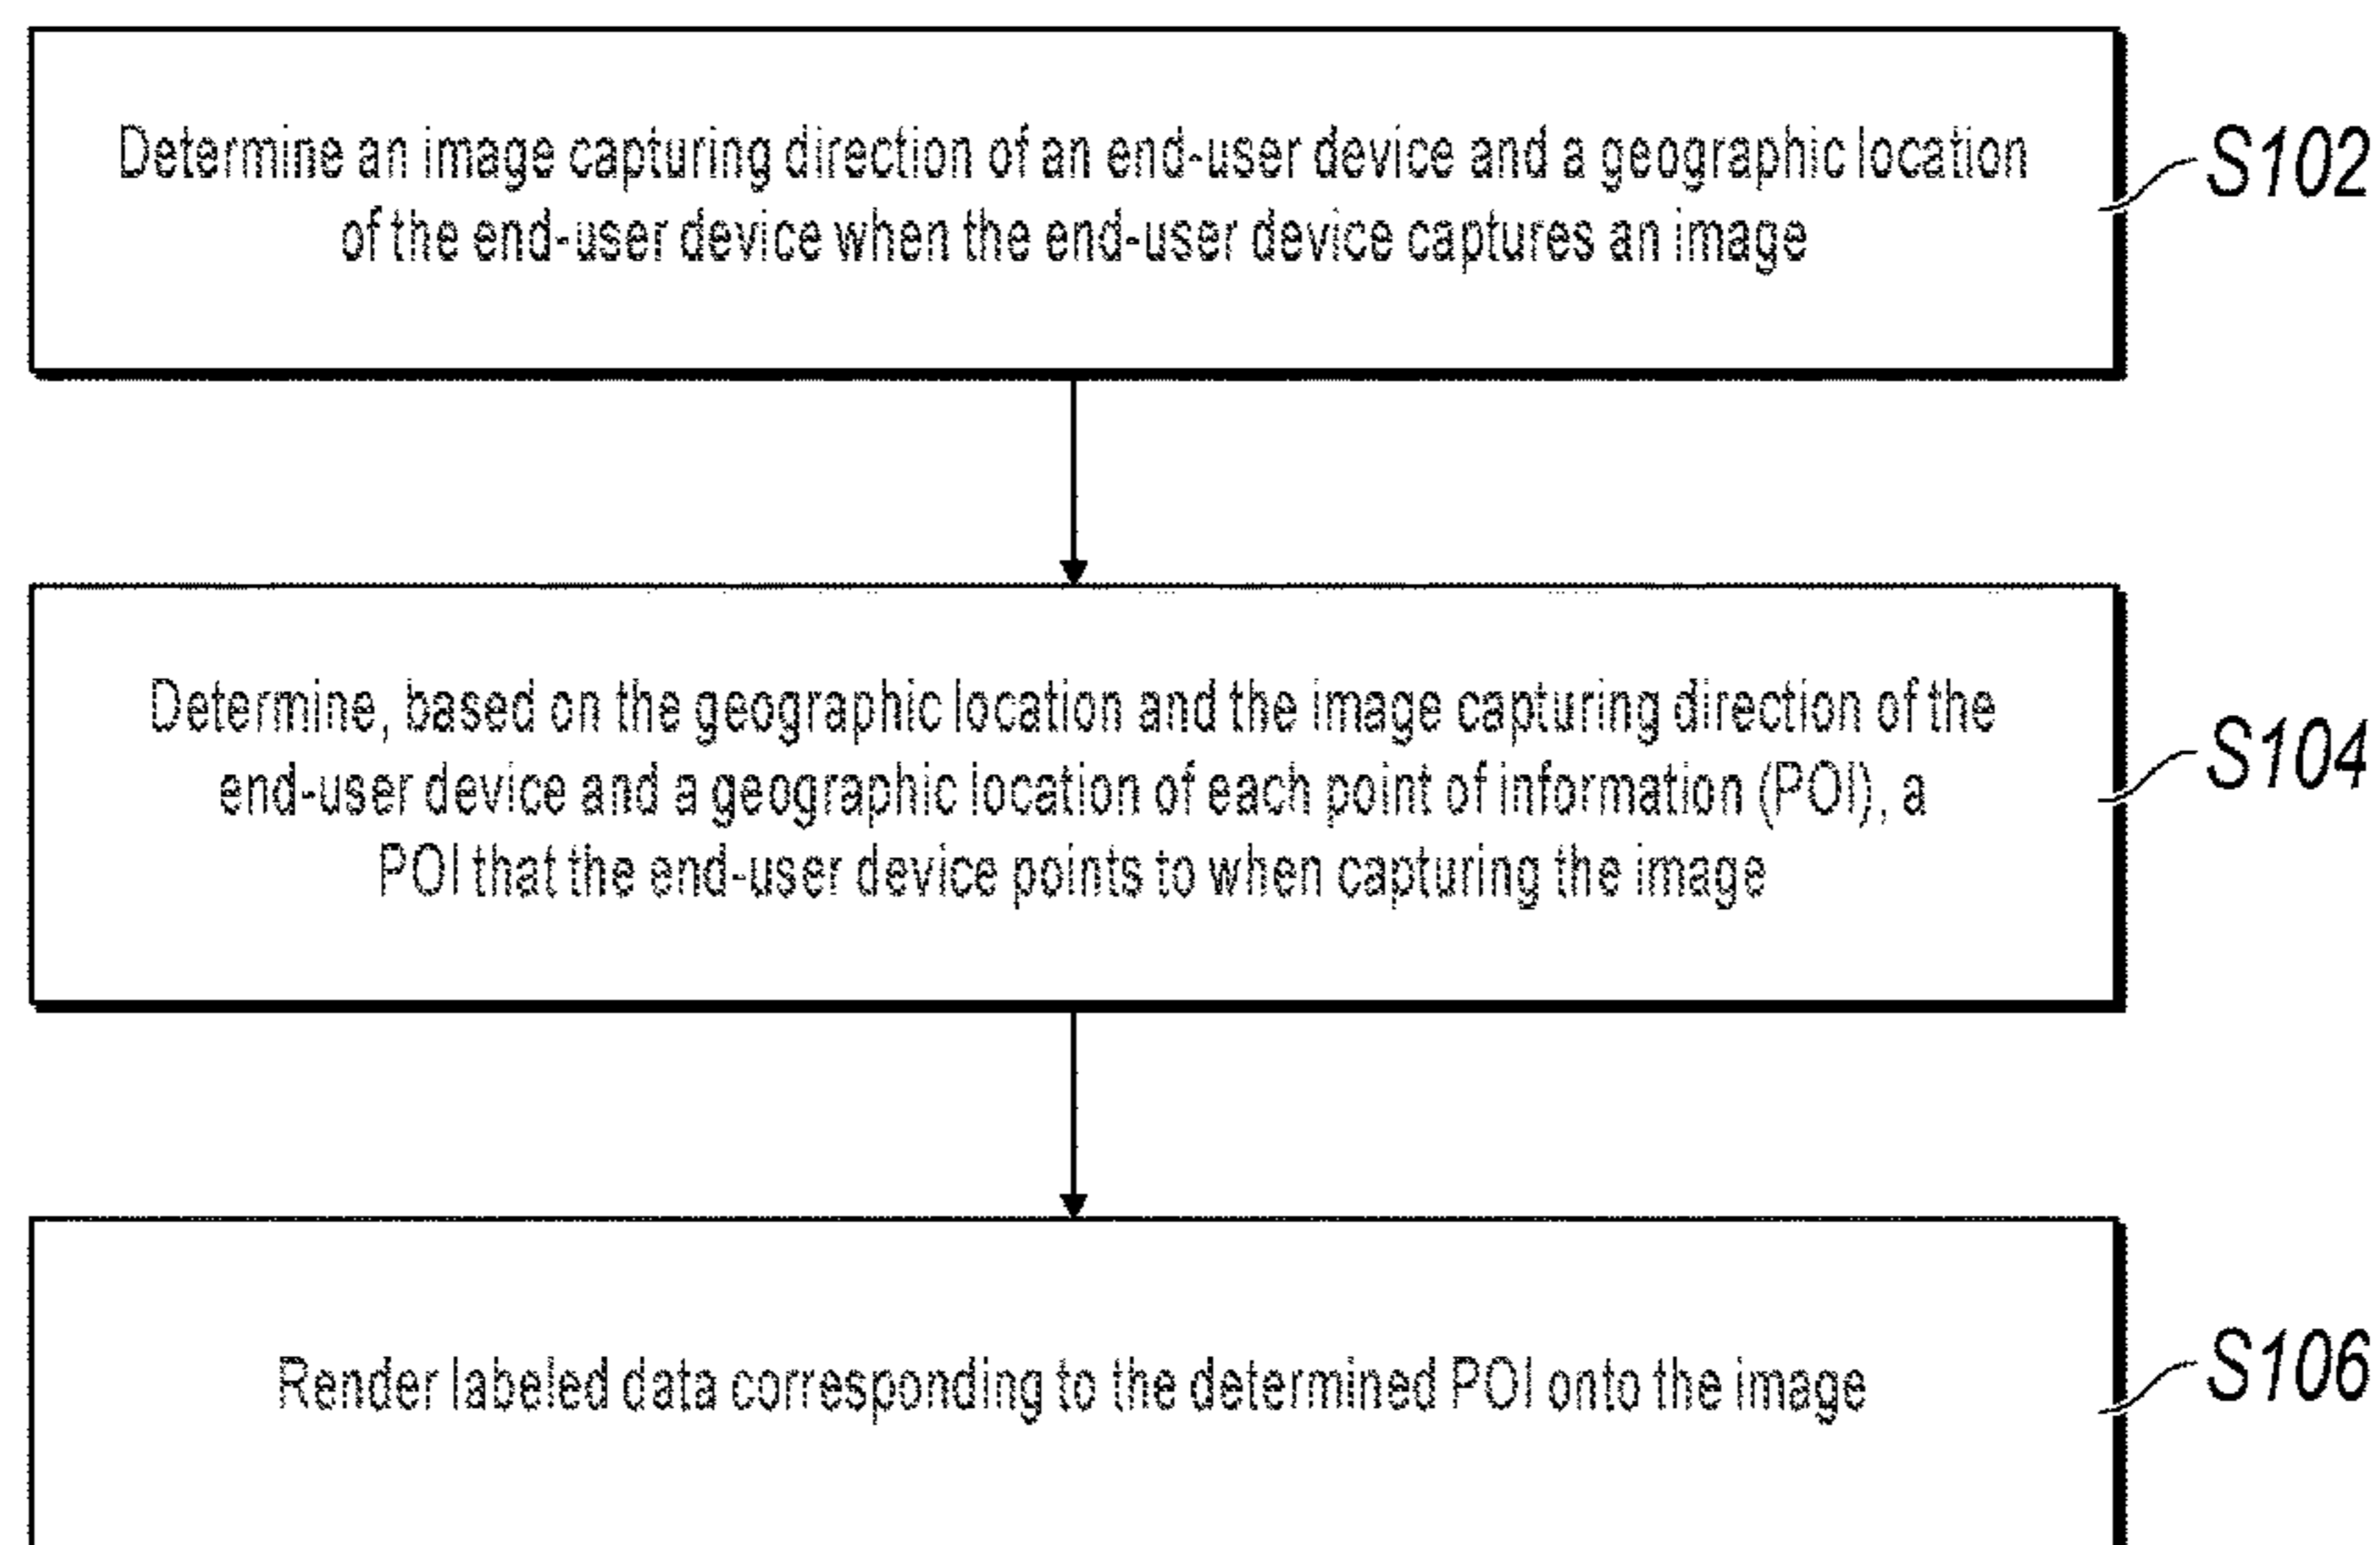 Determine an image capturing direction of an end-user device and a geographic location
of the end-user device when the end-user device captures an image
S102
Determine, based on the geographic location and the image capturing direction of the
end-user device and a geographic location of each point of information (POI), a
POI that the end-user device points to when capturing the image
S104
Render labeled data corresponding to the determined POI onto the image
S106